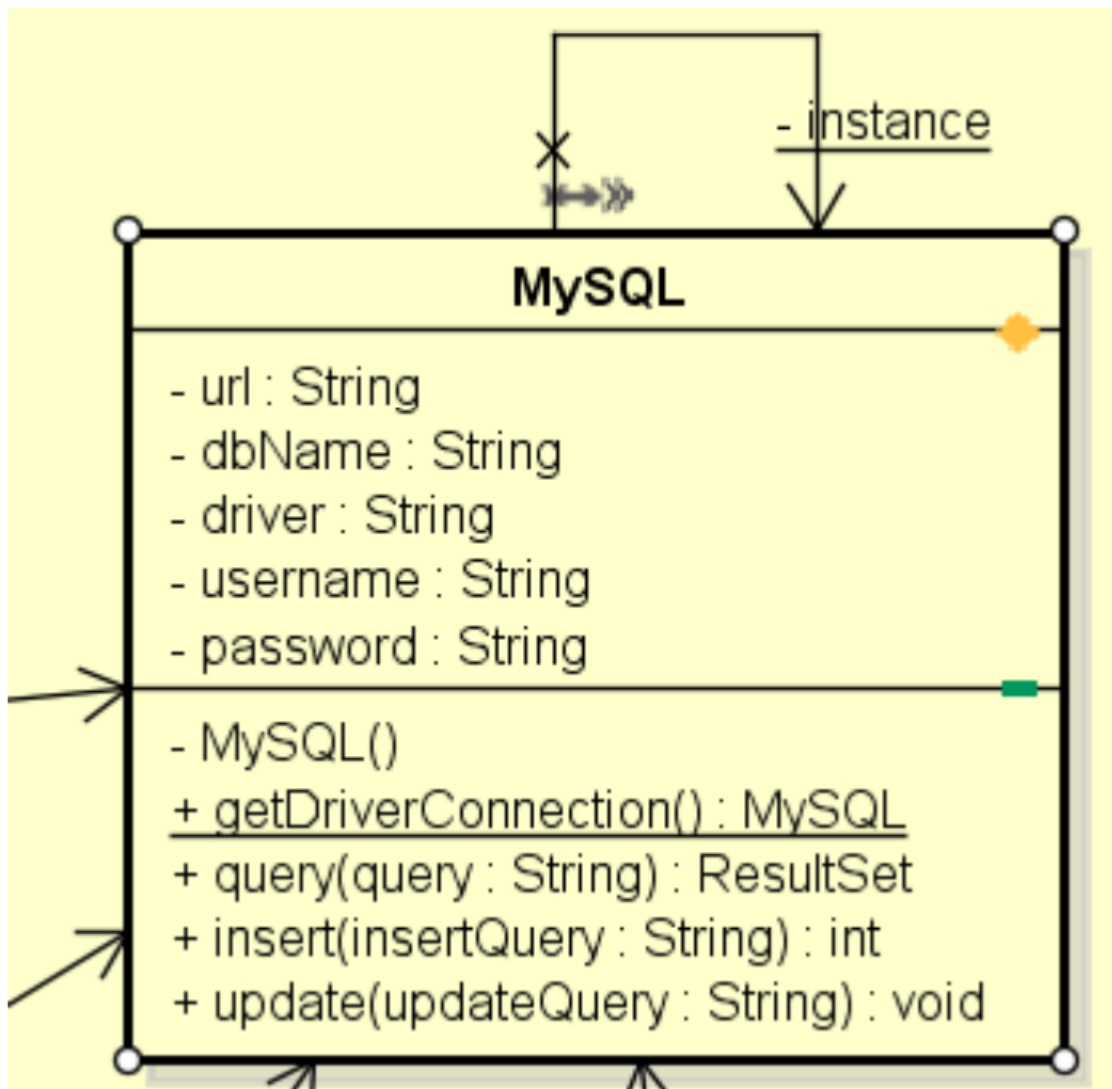 - instance
MySQL
- url : String
- dbName : String
- driver : String
- username : String
- password : String
- MySQL()
+ getDriverConnection() : MySQL
+ query(query : String) : ResultSet
+ insert(insertQuery : String) : int
+ update(updateQuery : String) : void